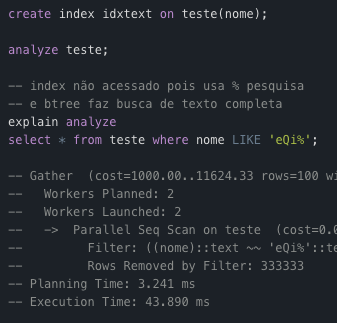 create index idxtext on teste(nome);
analyze teste;
-- index não acessado pois usa % pesquisa
-- e btree faz busca de texto completa
explain analyze
select * from teste where nome LIKE 'eQi%';
-- Gather  (cost=1000.00..11624.33 rows=100 wi
--   Workers Planned: 2
--   Workers Launched: 2
--   ->  Parallel Seq Scan on teste  (cost=0.0
--         Filter: ((nome)::text ~~ 'eQi%'::te
--         Rows Removed by Filter: 333333
-- Planning Time: 3.241 ms
-- Execution Time: 43.890 ms